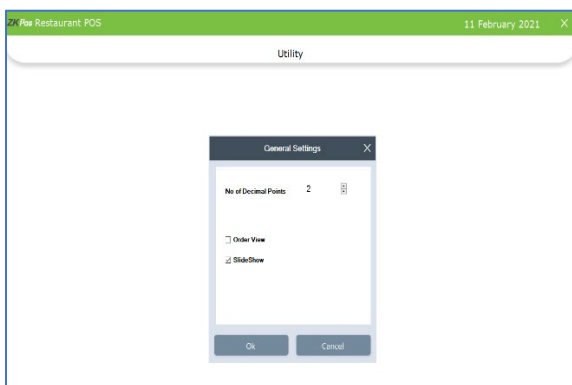 ZKPos Restaurant POS 11 February 2021 X
Utility
General Settings X
No of Decimal Points 2
Order View
SlideShow
Ok Cancel